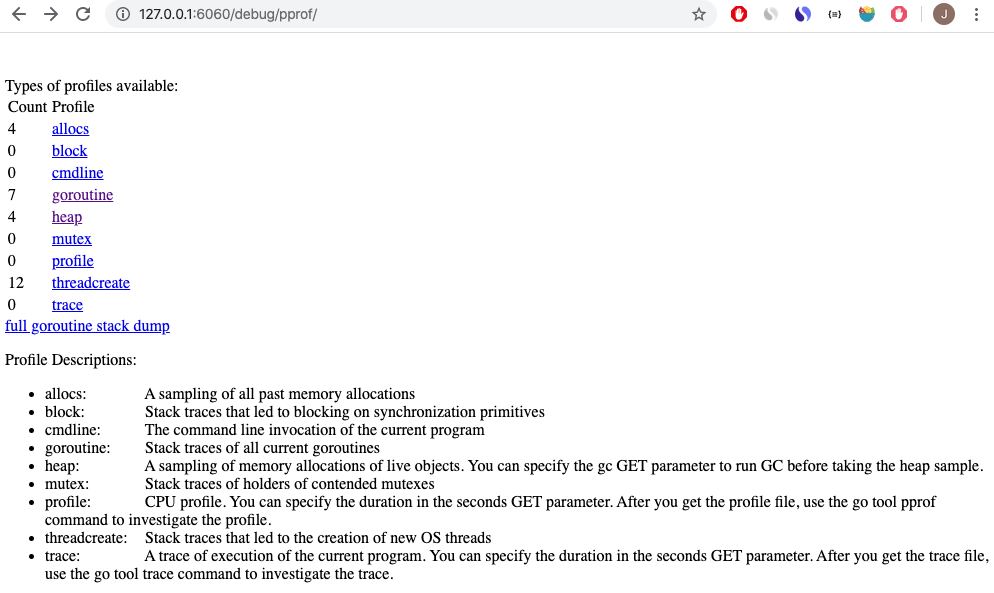 127.0.0.1:6060/debug/pprof/
J
Types of profiles available:
Count Profile
4 allocs
0 block
0 cmdline
7 goroutine
4 heap
0 mutex
0 profile
12 threadcreate
0 trace
full goroutine stack dump
Profile Descriptions:
• allocs: A sampling of all past memory allocations
• block: Stack traces that led to blocking on synchronization primitives
• cmdline: The command line invocation of the current program
• goroutine: Stack traces of all current goroutines
• heap: A sampling of memory allocations of live objects. You can specify the gc GET parameter to run GC before taking the heap sample.
• mutex: Stack traces of holders of contended mutexes
• profile: CPU profile. You can specify the duration in the seconds GET parameter. After you get the profile file, use the go tool pprof
command to investigate the profile.
• threadcreate: Stack traces that led to the creation of new OS threads
• trace: A trace of execution of the current program. You can specify the duration in the seconds GET parameter. After you get the trace file,
use the go tool trace command to investigate the trace.